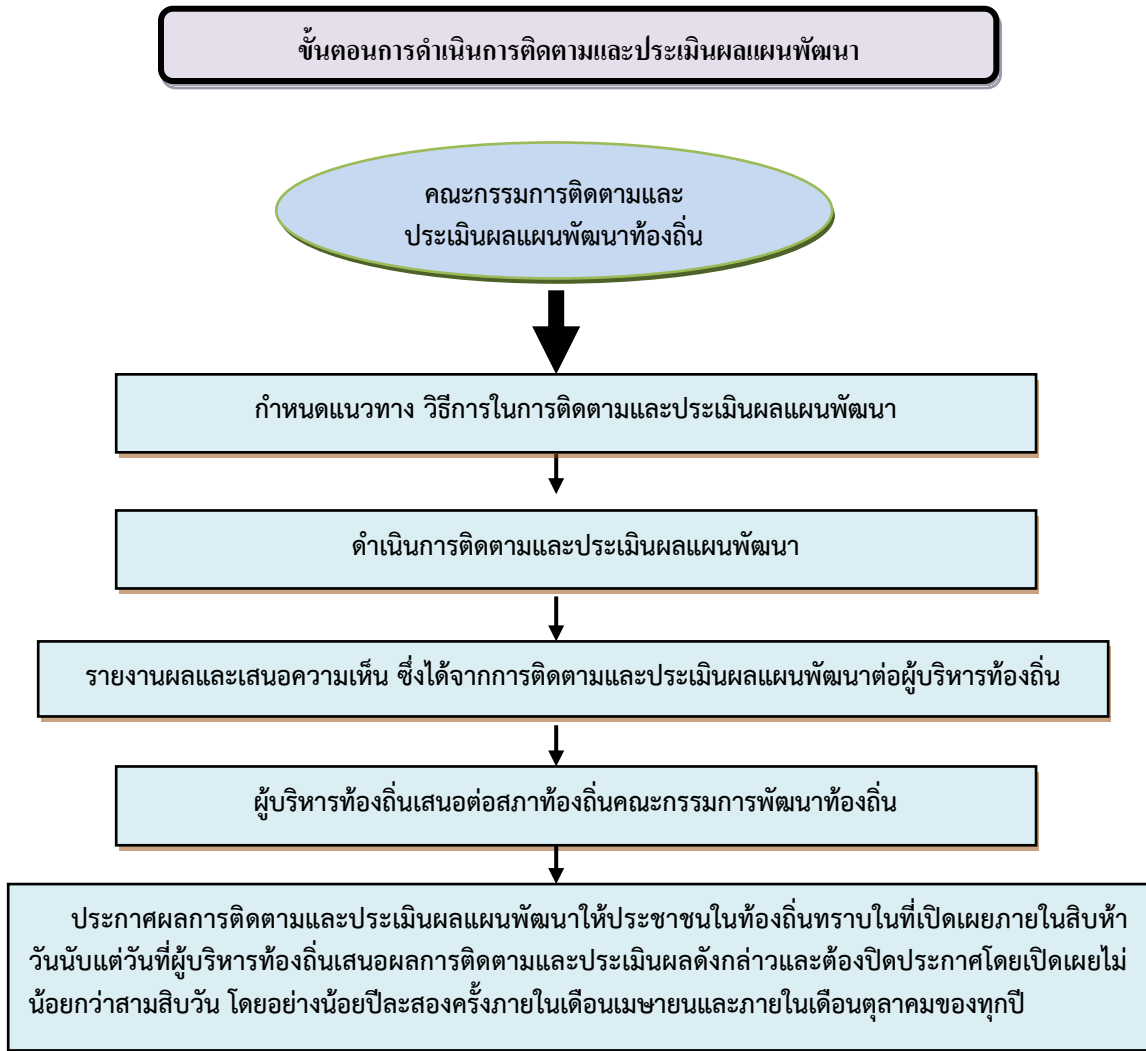 ขั้นตอนการดำเนินการติดตามและประเมินผลแผนพัฒนา
คณะกรรมการติดตามและ
ประเมินผลแผนพัฒนาท้องถิ่น
กำหนดแนวทาง วิธีการในการติดตามและประเมินผลแผนพัฒนา
ดำเนินการติดตามและประเมินผลแผนพัฒนา
รายงานผลและเสนอความเห็น ซึ่งได้จากการติดตามและประเมินผลแผนพัฒนาต่อผู้บริหารท้องถิ่น
ผู้บริหารท้องถิ่นเสนอต่อสภาท้องถิ่นคณะกรรมการพัฒนาท้องถิ่น
ประกาศผลการติดตามและประเมินผลแผนพัฒนาให้ประชาชนในท้องถิ่นทราบในที่เปิดเผยภายในสิบห้า
วันนับแต่วันที่ผู้บริหารท้องถิ่นเสนอผลการติดตามและประเมินผลดังกล่าวและต้องปิดประกาศโดยเปิดเผยไม่
น้อยกว่าสามสิบวัน โดยอย่างน้อยปีละสองครั้งภายในเดือนเมษายนและภายในเดือนตุลาคมของทุกปี